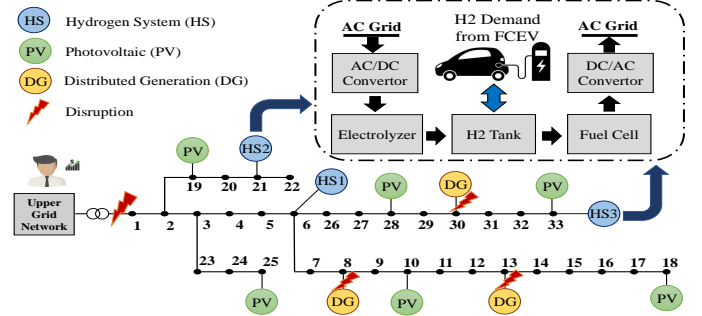 HS Hydrogen System (HS)
PV Photovoltaic (PV)
DG Distributed Generation (DG)
Disruption
AC Grid
H2 Demand
from FCEV
AC Grid
AC/DC
Convertor
DC/AC
Convertor
Electrolyzer
H2 Tank
Fuel Cell
PV
HS2
19 20 21 22
HS1
PV
DG
PV
Upper
Grid
Network
HS3
1 2 3 4 5 6 26 27 28 29 30 31 32 33
23 24 25
7 8 9 10 11 12 13 14 15 16 17 18
PV
DG
PV
DG
PV